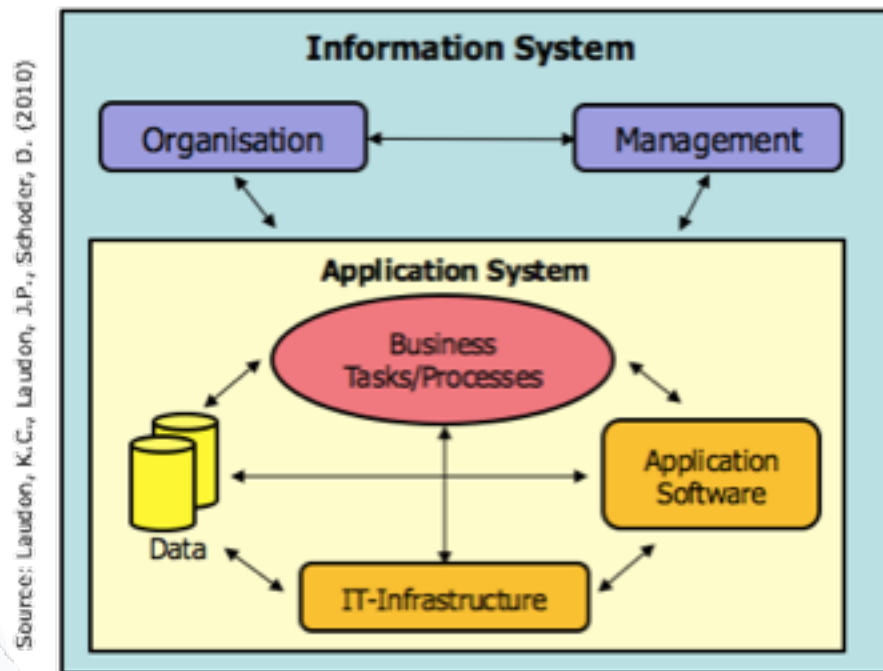 Information System
Organisation
Management
Application System
Business
Tasks/Processes
Data
Application
Software
IT-Infrastructure
Source: Laudon, K.C., Laudon, J.P., Schoder, D. (2010)